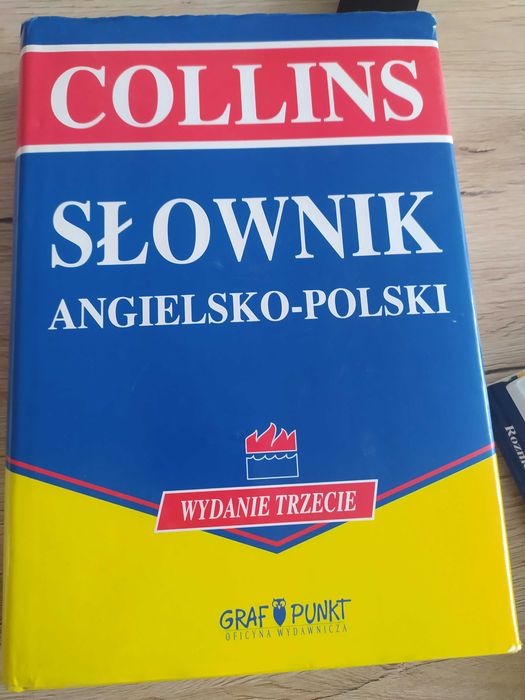 COLLINS
SŁOWNIK
ANGIELSKO-POLSKI
WYDANIE TRZECIE
GRAF PUNKT
OFICYNA WYDAWNICZA